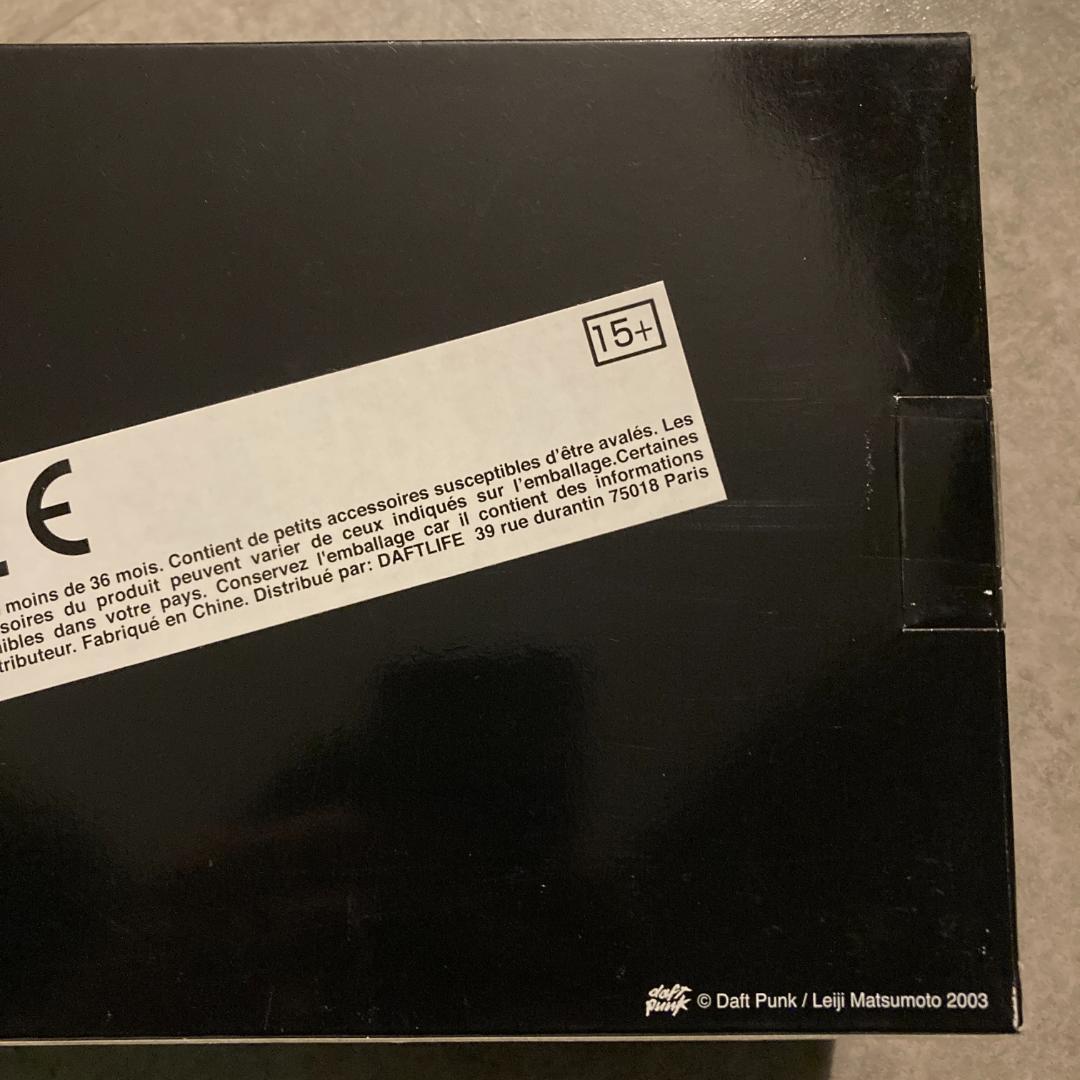 15+
CE
moins de 36 mois. Contient de petits accessoires susceptibles d'être avalés. Les
soires du produit peuvent varier de ceux indiqués sur l'emballage.Certaines
ibles dans votre pays. Conservez l'emballage car il contient des informations
tributeur. Fabriqué en Chine. Distribué par: DAFTLIFE 39 rue durantin 75018 Paris
daft punk © Daft Punk / Leiji Matsumoto 2003